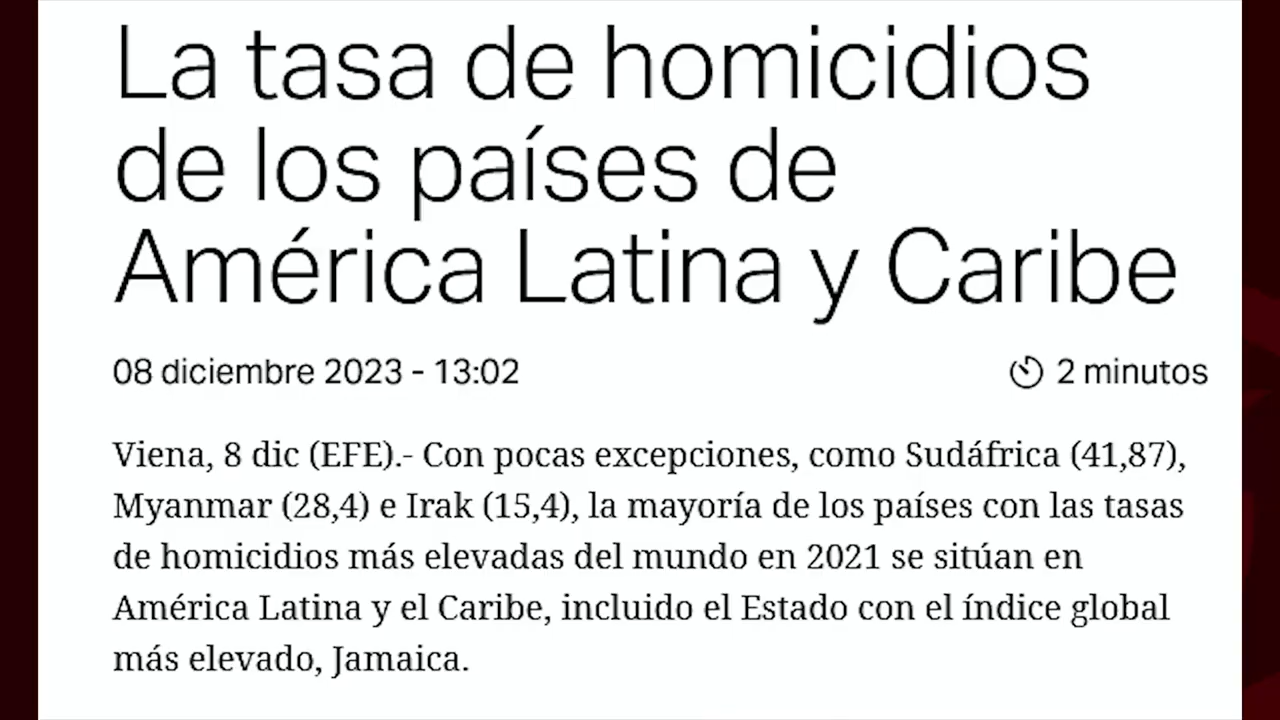 La tasa de homicidios
de los países de
América Latina y Caribe
08 diciembre 2023 - 13:02
2 minutos
Viena, 8 dic (EFE).- Con pocas excepciones, como Sudáfrica (41,87),
Myanmar (28,4) e Irak (15,4), la mayoría de los países con las tasas
de homicidios más elevadas del mundo en 2021 se sitúan en
América Latina y el Caribe, incluido el Estado con el índice global
más elevado, Jamaica.